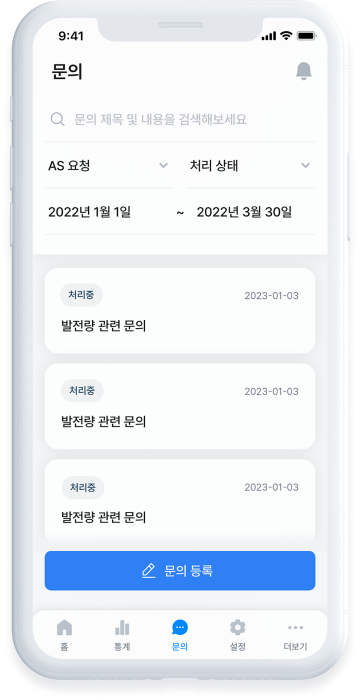 9:41
문의
문의 제목 및 내용을 검색해보세요
AS 요청 처리 상태
2022년 1월 1일 ~ 2022년 3월 30일
처리중 2023-01-03
발전량 관련 문의
처리중 2023-01-03
발전량 관련 문의
처리중 2023-01-03
발전량 관련 문의
문의 등록
홈 통계 문의 설정 더보기